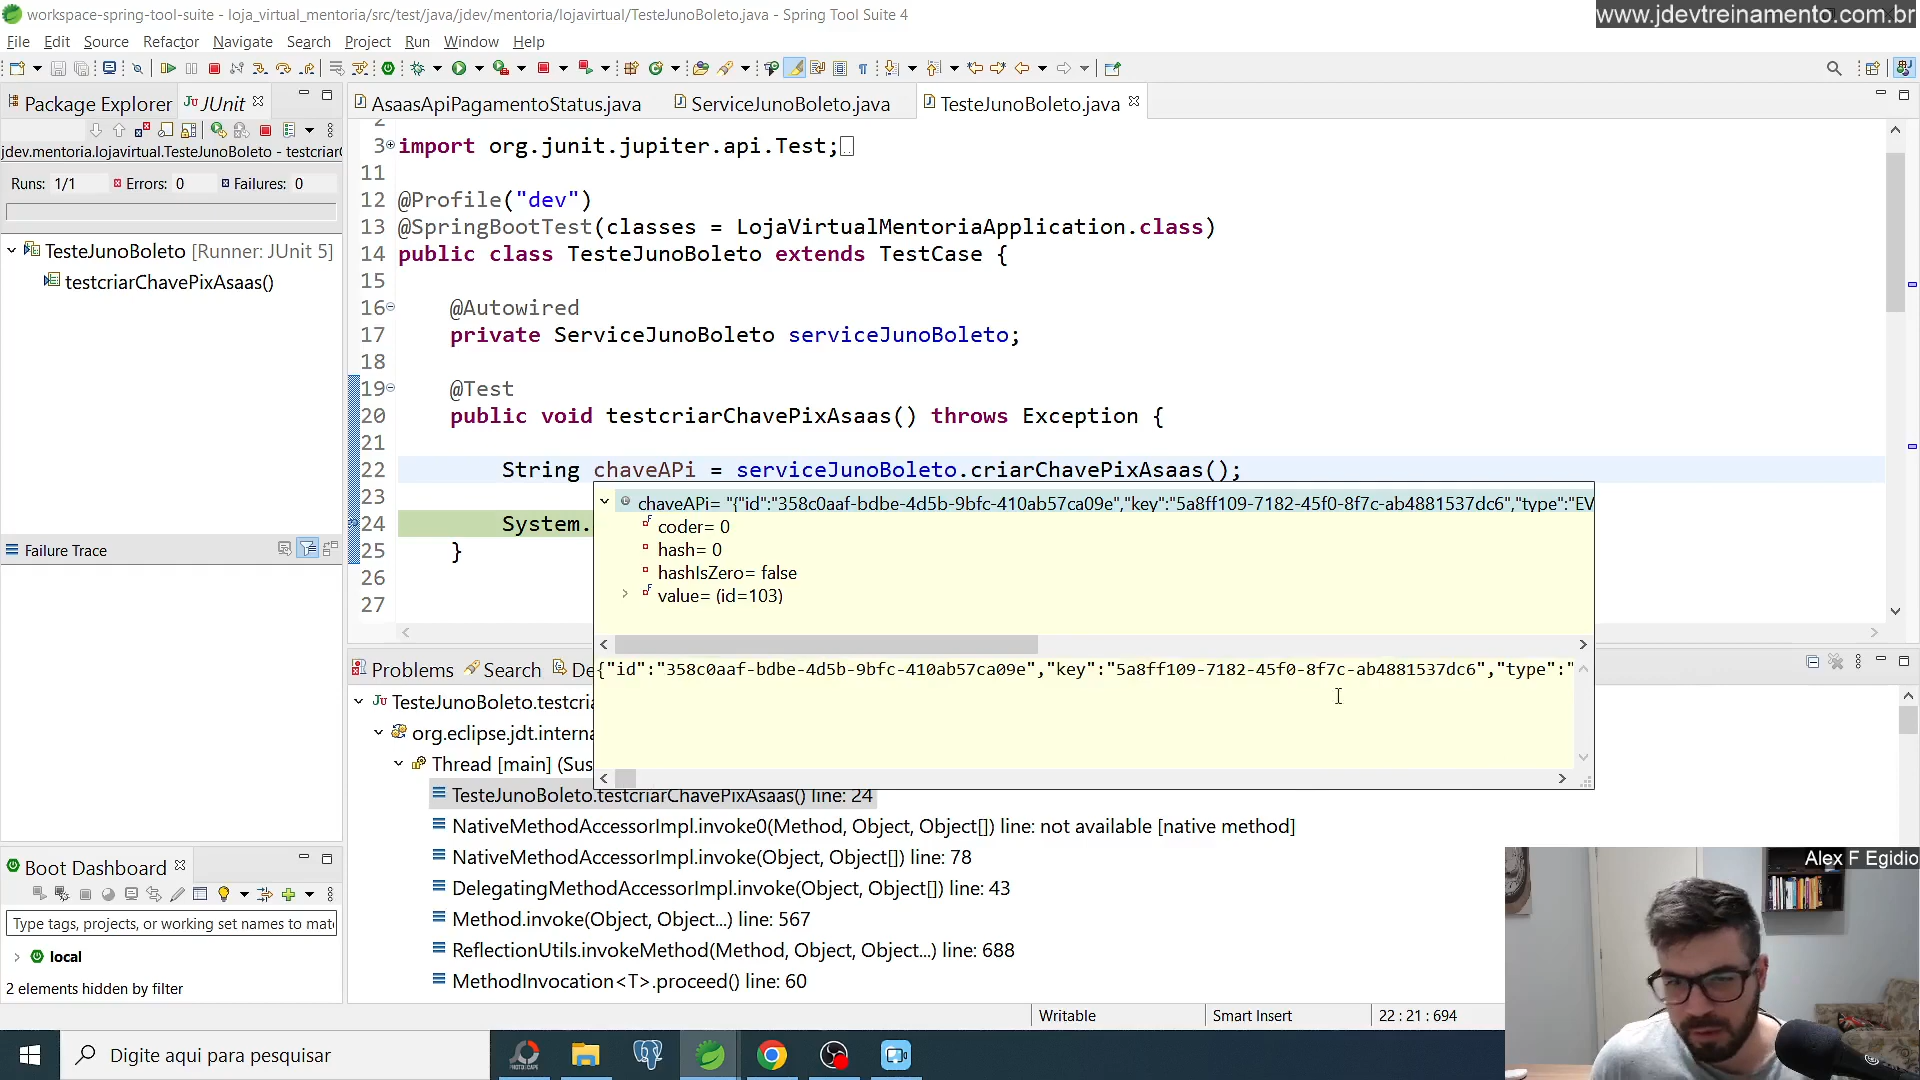 workspace-spring-tool-suite - loja_virtual_mentoria/src/test/java/jdev/mentoria/lojavirtual/TesteJunoBoleto.java - Spring Tool Suite 4
www.jdevtreinamento.com.br
File Edit Source Refactor Navigate Search Project Run Window Help
Package Explorer JUnit
AsaasApiPagamentoStatus.java ServiceJunoBoleto.java TesteJunoBoleto.java
jdev.mentoria.lojavirtual.TesteJunoBoleto - testcriar
Runs: 1/1 Errors: 0 Failures: 0
TesteJunoBoleto [Runner: JUnit 5]
testcriarChavePixAsaas()
Failure Trace
2
3 import org.junit.jupiter.api.Test;
11
12 @Profile("dev")
13 @SpringBootTest(classes = LojaVirtualMentoriaApplication.class)
14 public class TesteJunoBoleto extends TestCase {
15
16 @Autowired
17 private ServiceJunoBoleto serviceJunoBoleto;
18
19 @Test
20 public void testcriarChavePixAsaas() throws Exception {
21
22 String chaveAPi = serviceJunoBoleto.criarChavePixAsaas();
23
24 System.
25 }
26
27
chaveAPi= "{"id":"358c0aaf-bdbe-4d5b-9bfc-410ab57ca09e","key":"5a8ff109-7182-45f0-8f7c-ab4881537dc6","type":"EV
coder= 0
hash= 0
hashIsZero= false
value= (id=103)
{"id":"358c0aaf-bdbe-4d5b-9bfc-410ab57ca09e","key":"5a8ff109-7182-45f0-8f7c-ab4881537dc6","type":"
Problems Search De
TesteJunoBoleto.testcria
org.eclipse.jdt.interna
Thread [main] (Sus
TesteJunoBoleto.testcriarChavePixAsaas() line: 24
NativeMethodAccessorImpl.invoke0(Method, Object, Object[]) line: not available [native method]
NativeMethodAccessorImpl.invoke(Object, Object[]) line: 78
DelegatingMethodAccessorImpl.invoke(Object, Object[]) line: 43
Method.invoke(Object, Object...) line: 567
ReflectionUtils.invokeMethod(Method, Object, Object...) line: 688
MethodInvocation<T>.proceed() line: 60
Boot Dashboard
Type tags, projects, or working set names to mat
local
2 elements hidden by filter
Writable Smart Insert 22 : 21 : 694
Alex F Egidio
Digite aqui para pesquisar